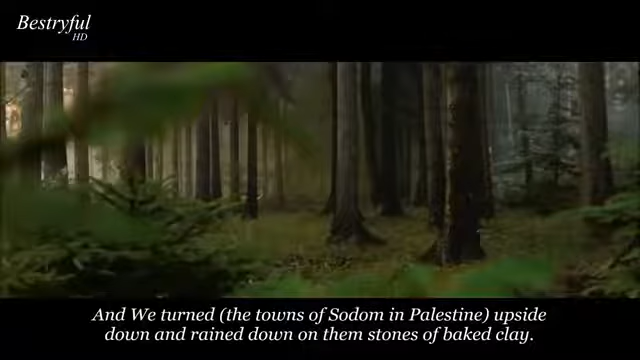 Bestryful
HD
And We turned (the towns of Sodom in Palestine) upside
down and rained down on them stones of baked clay.